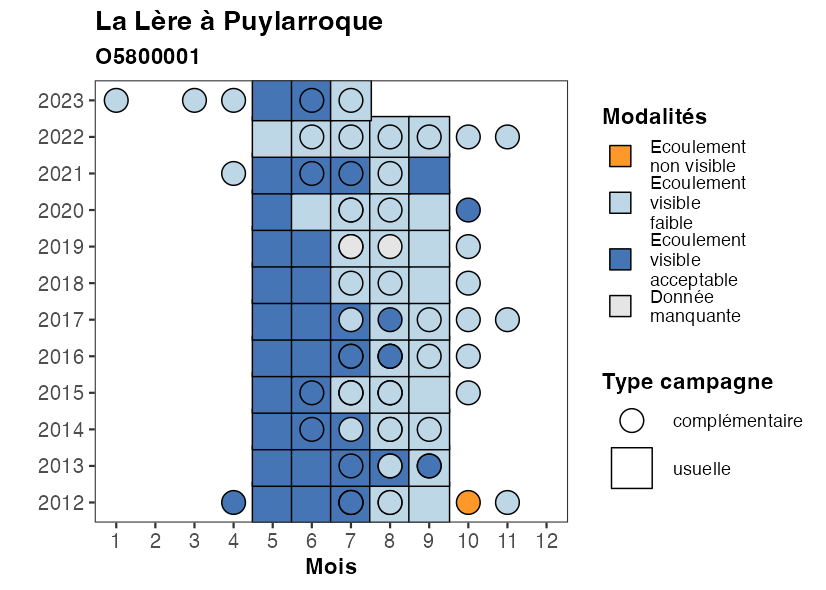 La Lère à Puylarroque
O5800001
2023
2022
2021
2020
2019
2018
2017
2016
2015
2014
2013
2012
1 2 3 4 5 6 7 8 9 10 11 12
Mois
Modalités
Ecoulement
non visible
Ecoulement
visible
faible
Ecoulement
visible
acceptable
Donnée
manquante
Type campagne
complémentaire
usuelle